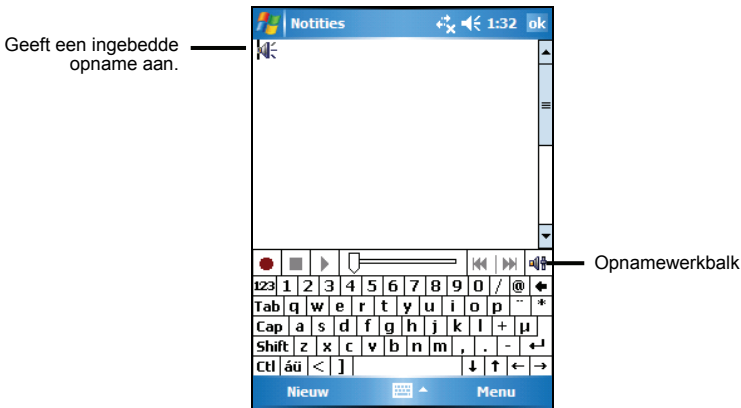 Notities 1:32 ok
Geeft een ingebedde
opname aan.
Opnamewerkbalk
123 1 2 3 4 5 6 7 8 9 0 / @
Tab q w e r t y u i o p ¨ *
Cap a s d f g h j k l + µ
Shift z x c v b n m , . -
Ctl áü < ] ↓ ↑ ← →
Nieuw Menu